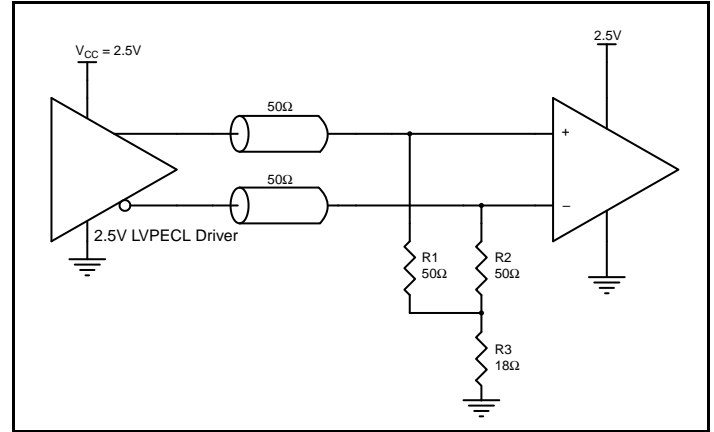 V_CC = 2.5V
2.5V
50Ω
50Ω
+
−
2.5V LVPECL Driver
R1
50Ω
R2
50Ω
R3
18Ω